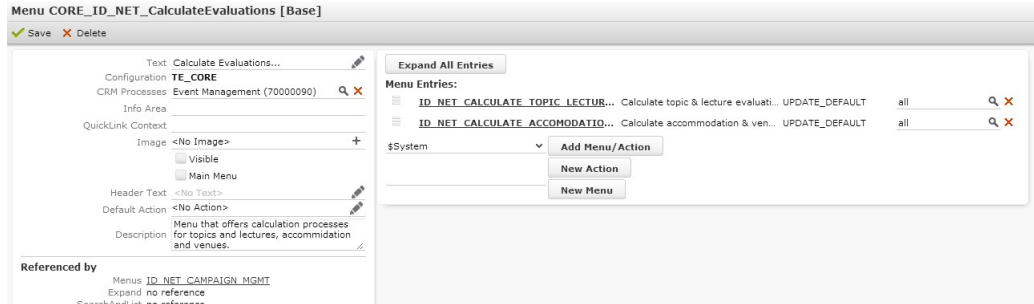 Menu CORE_ID_NET_CalculateEvaluations [Base]
Save Delete
Text Calculate Evaluations...
Configuration TE_CORE
CRM Processes Event Management (70000090)
Info Area
QuickLink Context
Image <No Image>
Visible
Main Menu
Header Text <No Text>
Default Action <No Action>
Description Menu that offers calculation processes
for topics and lectures, accommidation
and venues.
Referenced by
Menus ID_NET_CAMPAIGN_MGMT
Expand no reference
SearchAndList no reference
Expand All Entries
Menu Entries:
ID_NET_CALCULATE_TOPIC_LECTUR... Calculate topic & lecture evaluati... UPDATE_DEFAULT all
ID_NET_CALCULATE_ACCOMODATIO... Calculate accommodation & ven... UPDATE_DEFAULT all
$System Add Menu/Action
New Action
New Menu